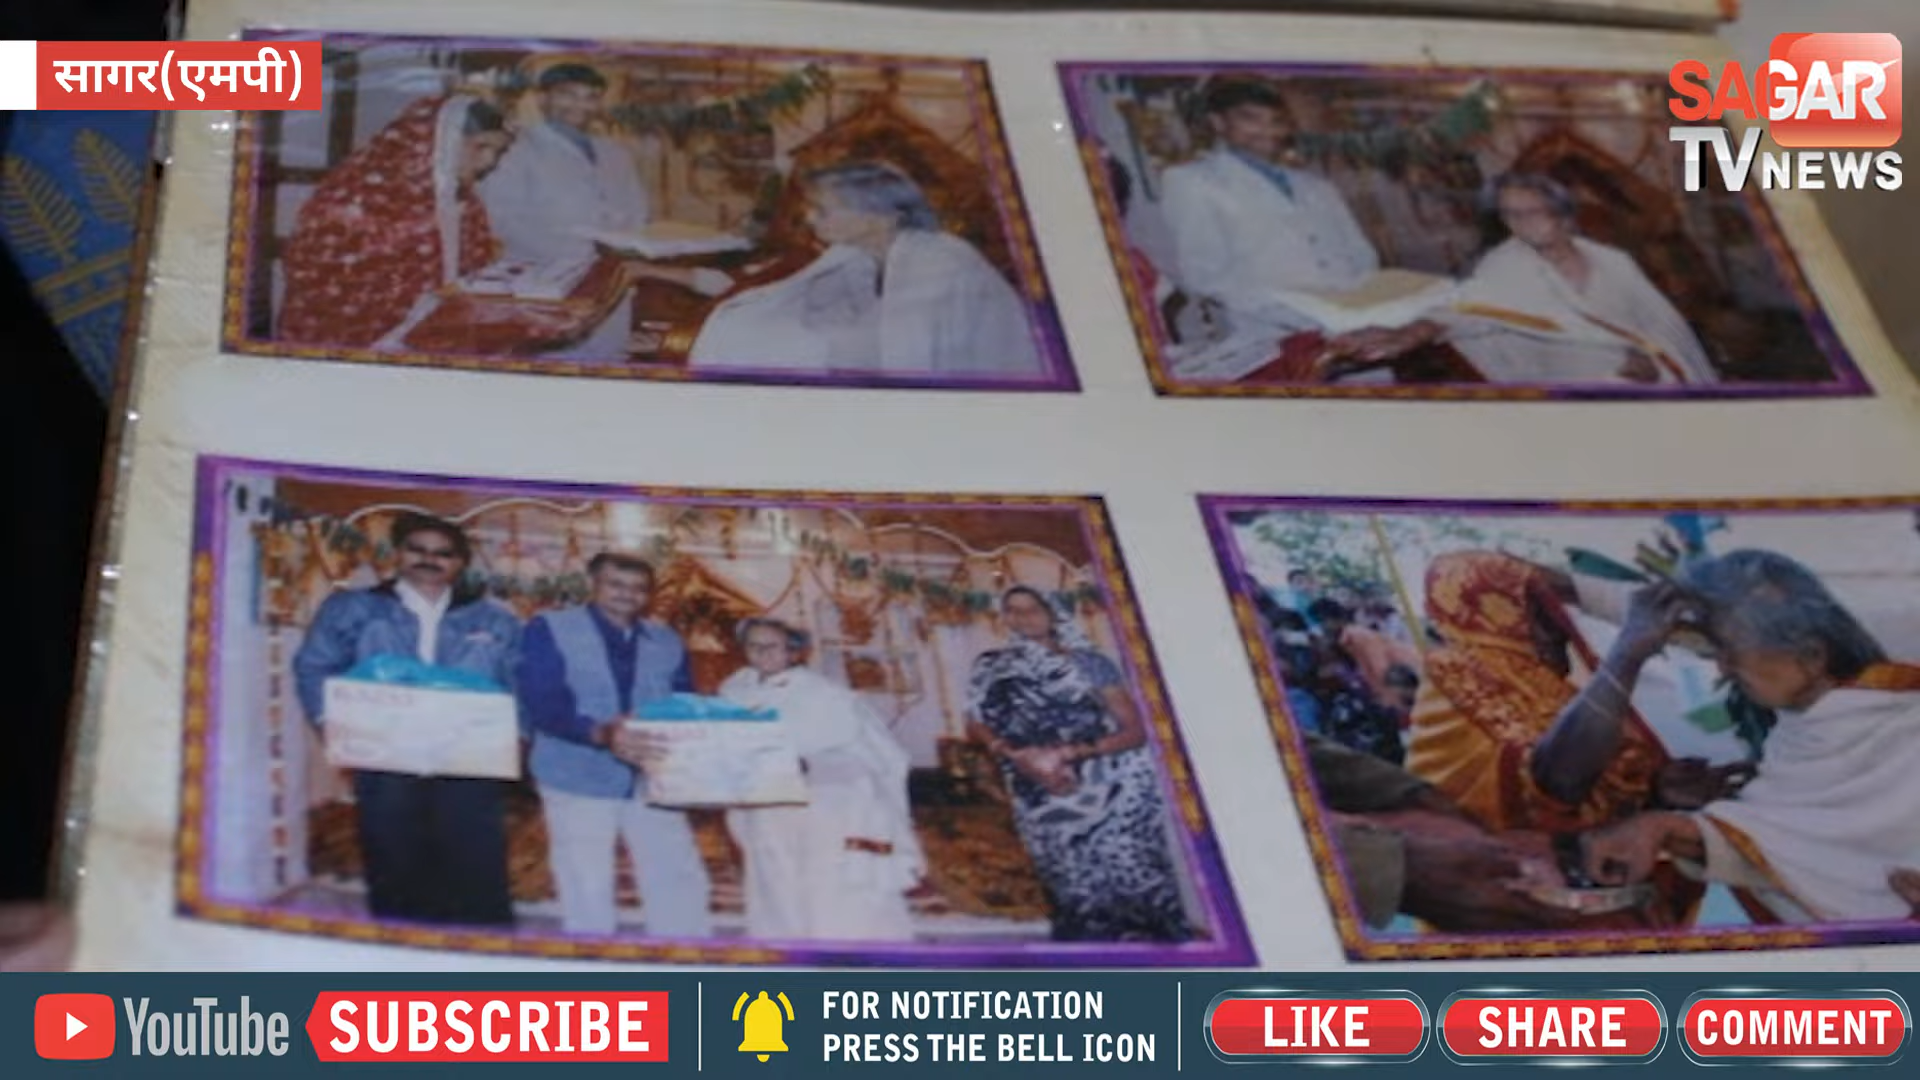 सागर(एमपी)
SAGAR
TV NEWS
YouTube
SUBSCRIBE
FOR NOTIFICATION
PRESS THE BELL ICON
LIKE
SHARE
COMMENT